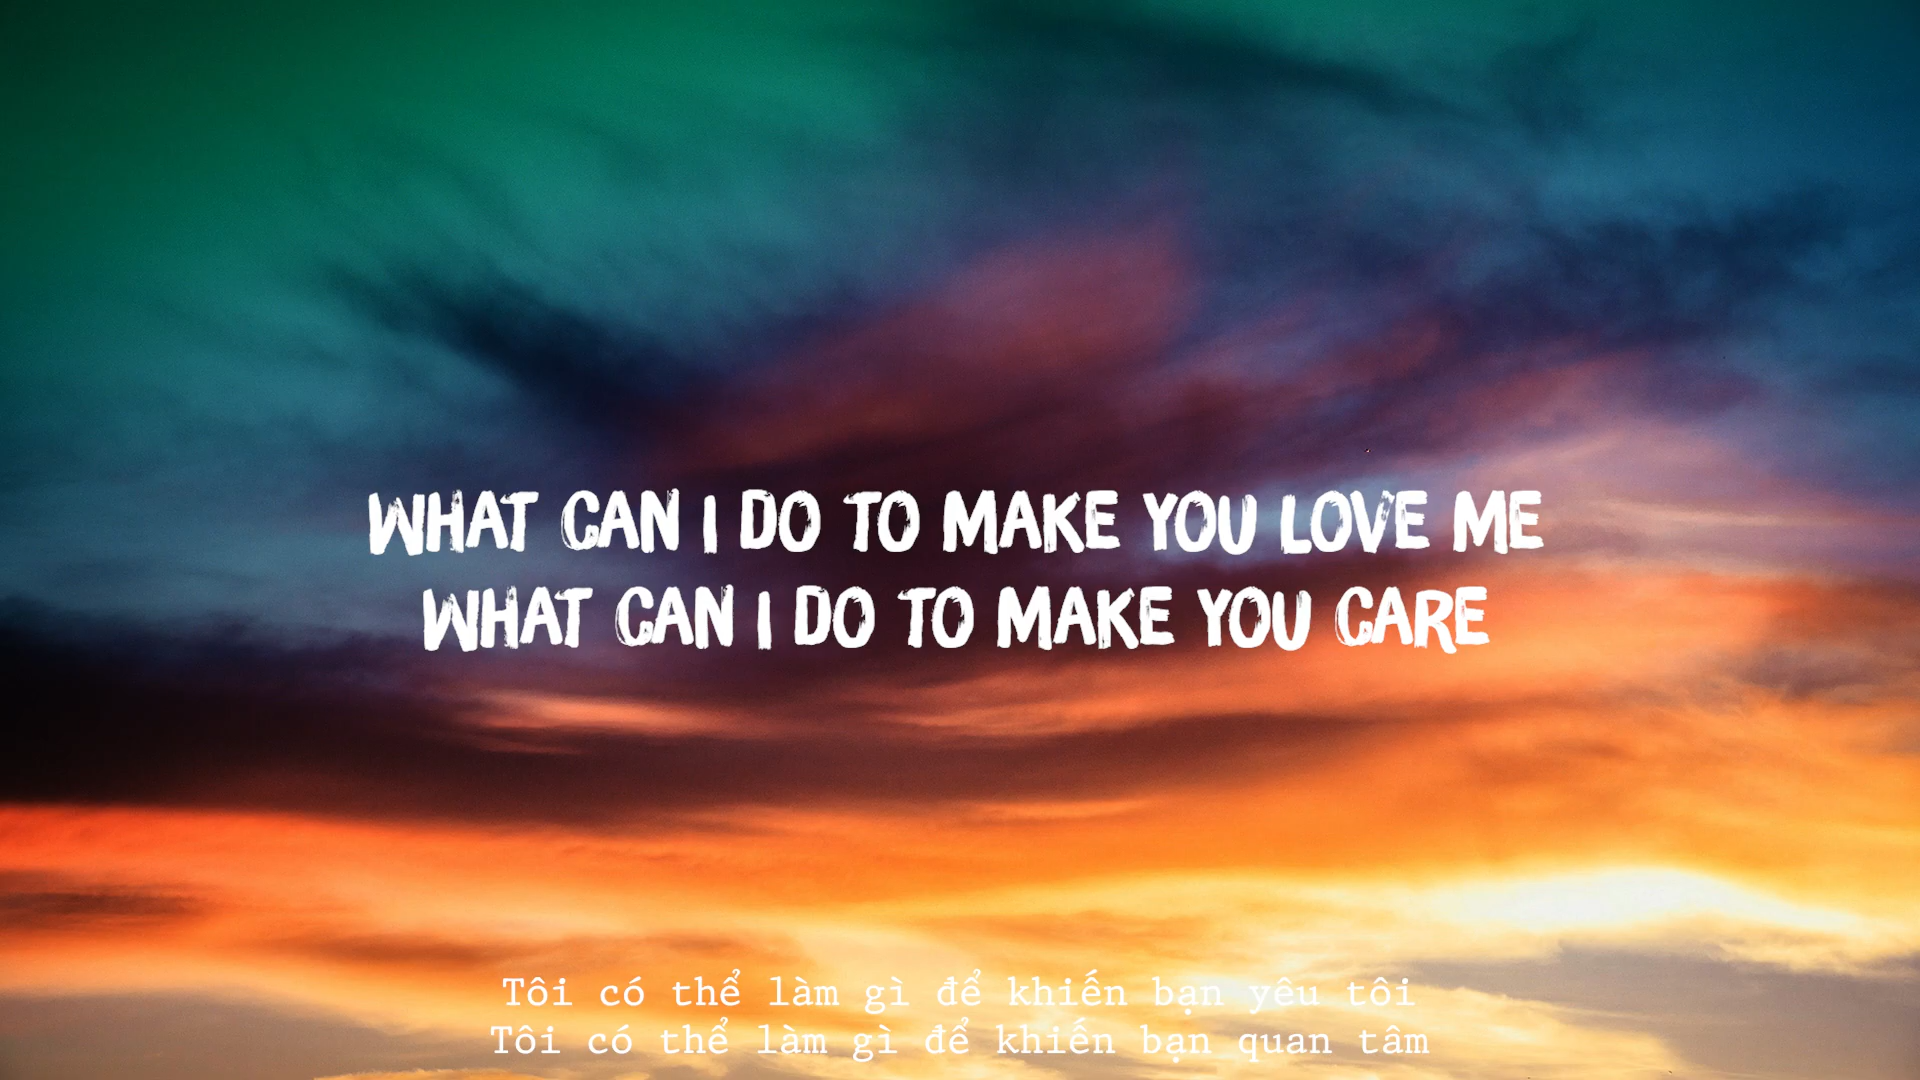 WHAT CAN I DO TO MAKE YOU LOVE ME
WHAT CAN I DO TO MAKE YOU CARE
Tôi có thể làm gì để khiến bạn yêu tôi
Tôi có thể làm gì để khiến bạn quan tâm